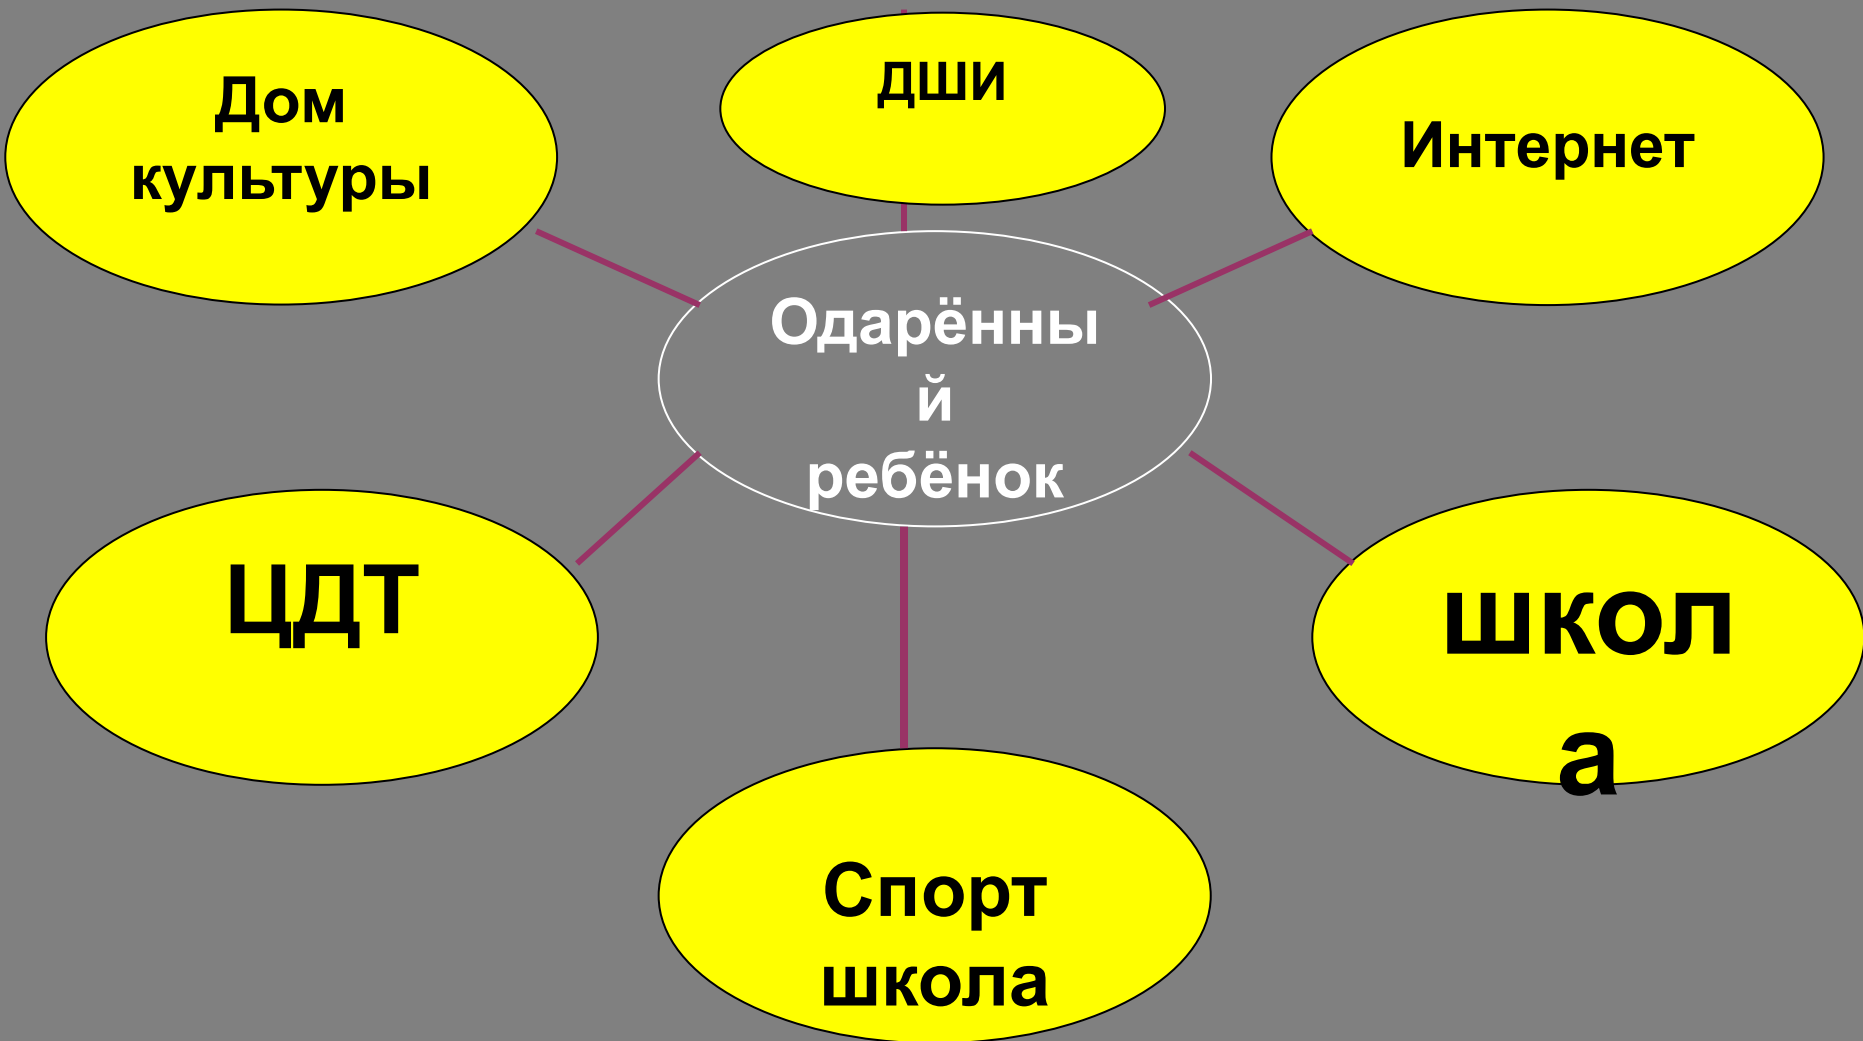 Дом
культуры
ДШИ
Интернет
Одарённы
й
ребёнок
ЦДТ
школ
а
Спорт
школа